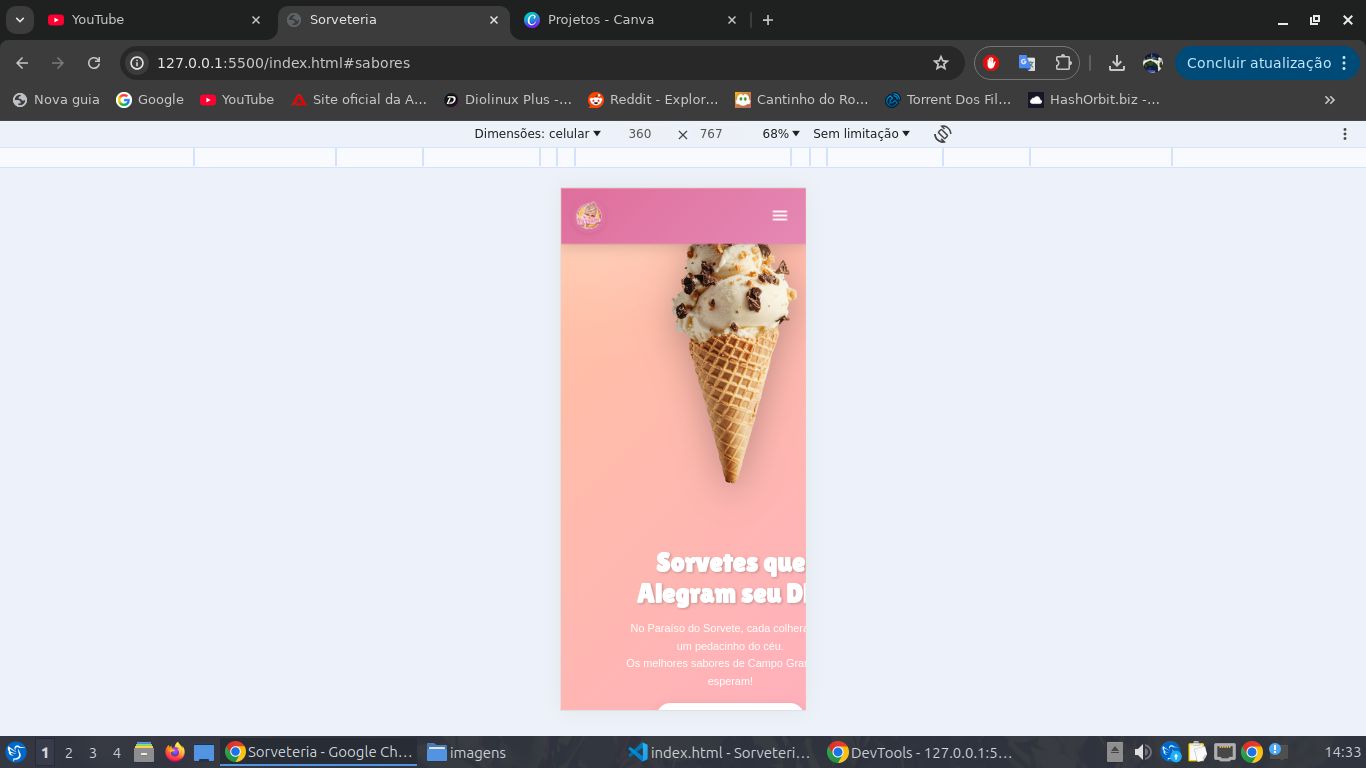 YouTube
Sorveteria
Projetos - Canva
127.0.0.1:5500/index.html#sabores
Concluir atualização
Nova guia
Google
YouTube
Site oficial da A...
Diolinux Plus -...
Reddit - Explor...
Cantinho do Ro...
Torrent Dos Fil...
HashOrbit.biz -...
»
Dimensões: celular
360
×
767
68%
Sem limitação
Sorvetes que
Alegram seu D
No Paraíso do Sorvete, cada colhera
um pedacinho do céu.
Os melhores sabores de Campo Gran
esperam!
1
2
3
4
Sorveteria - Google Ch...
imagens
index.html - Sorveteri...
DevTools - 127.0.0.1:5...
14:33